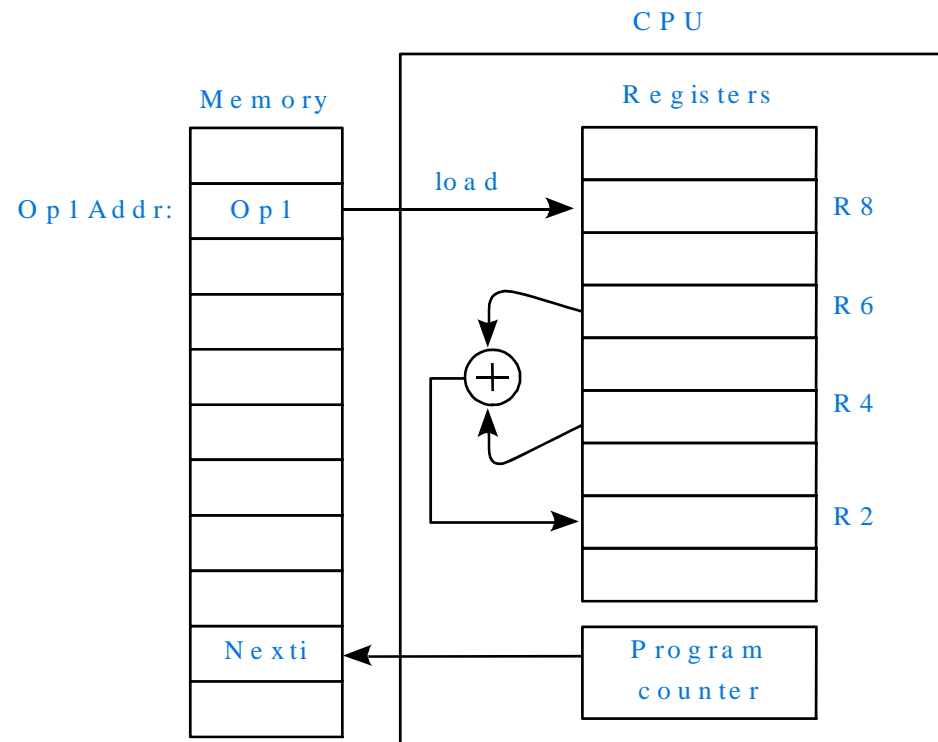 CPU
Memory
Registers
load
Op1Addr:
Op1
R8
R6
+
R4
R2
Nexti
Program
counter